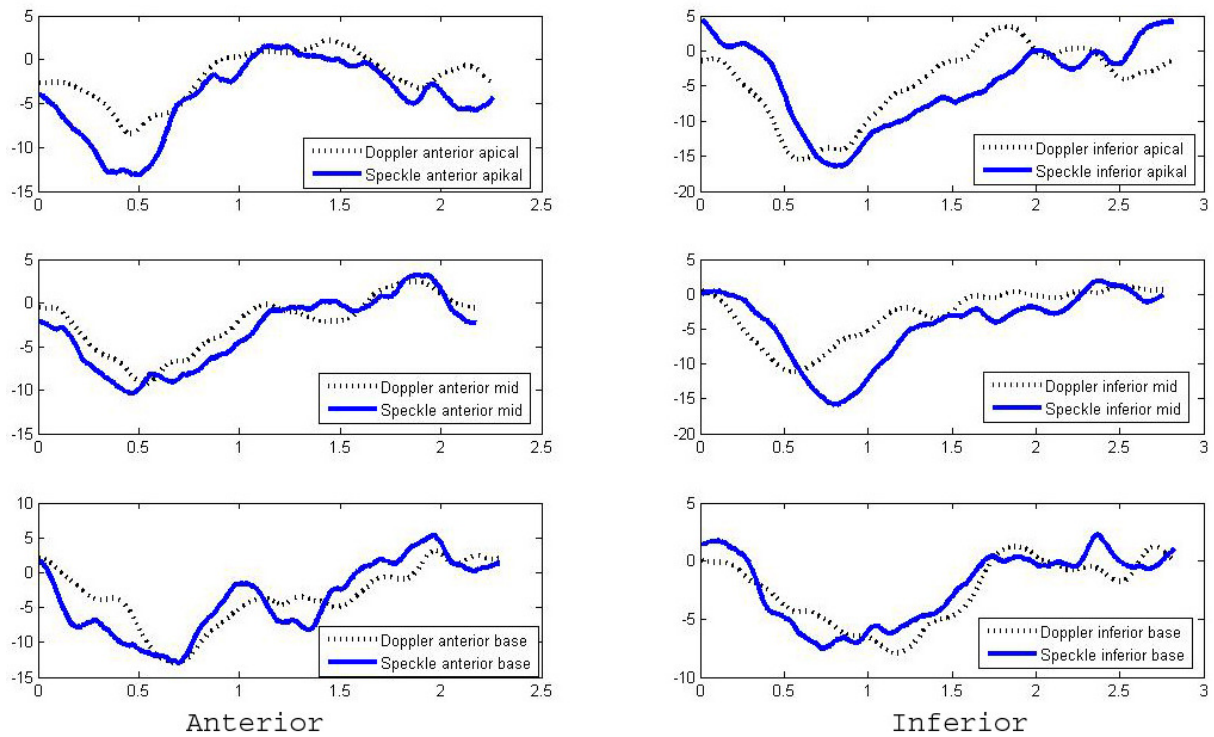 5
0
-5
-10
-15
0 0.5 1 1.5 2 2.5
Doppler anterior apical
Speckle anterior apikal
5
0
-5
-10
-15
-20
0 0.5 1 1.5 2 2.5 3
Doppler inferior apical
Speckle inferior apikal
5
0
-5
-10
-15
0 0.5 1 1.5 2 2.5
Doppler anterior mid
Speckle anterior mid
5
0
-5
-10
-15
-20
0 0.5 1 1.5 2 2.5 3
Doppler inferior mid
Speckle inferior mid
10
5
0
-5
-10
-15
0 0.5 1 1.5 2 2.5
Doppler anterior base
Speckle anterior base
Anterior
5
0
-5
-10
0 0.5 1 1.5 2 2.5 3
Doppler inferior base
Speckle inferior base
Inferior